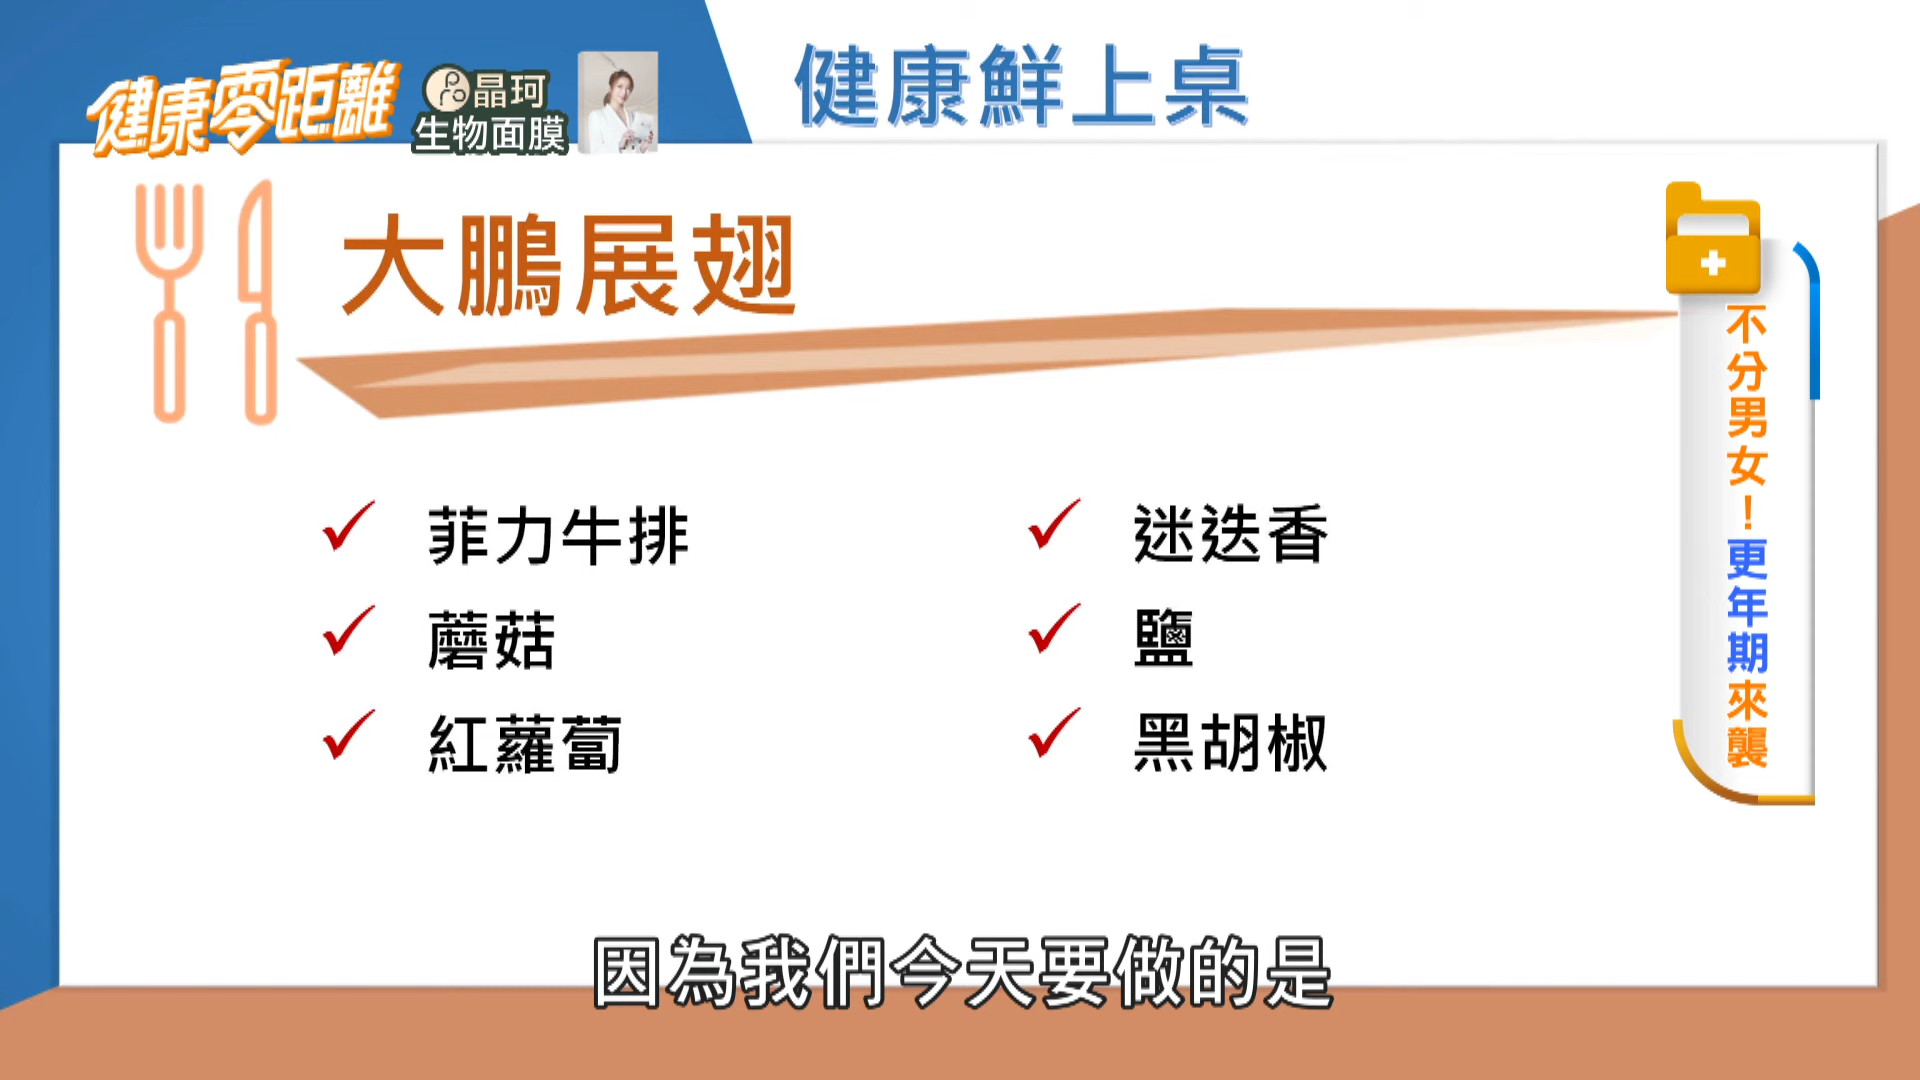 健康零距離
晶珂
生物面膜
健康鮮上桌
大鵬展翅
菲力牛排
蘑菇
紅蘿蔔
迷迭香
鹽
黑胡椒
不分男女！更年期來襲
因為我們今天要做的是